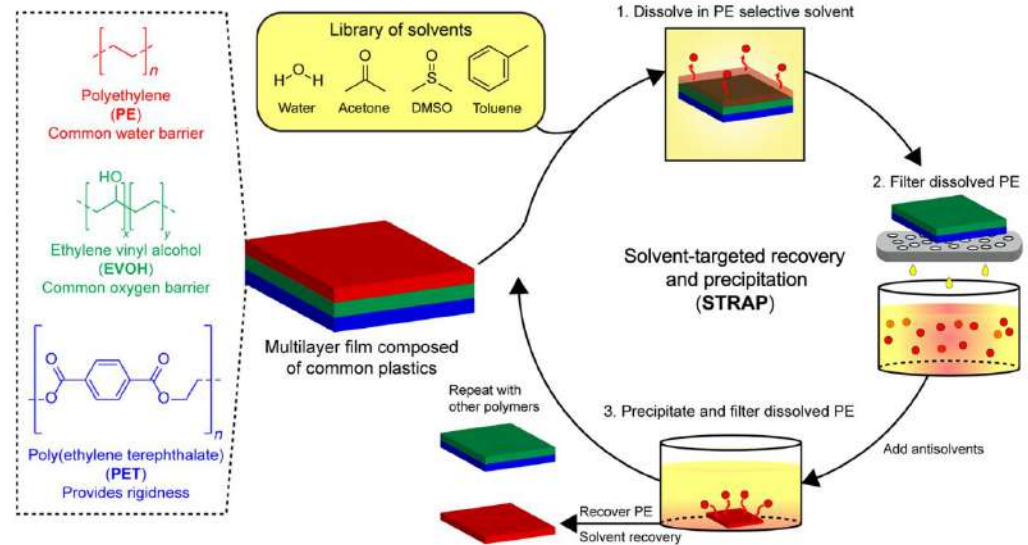 n
Polyethylene
(PE)
Common water barrier
HO
x
y
Ethylene vinyl alcohol
(EVOH)
Common oxygen barrier
O
O
O
O
n
Poly(ethylene terephthalate)
(PET)
Provides rigidness
Library of solvents
H O H
O
O
S
Water
Acetone
DMSO
Toluene
Multilayer film composed
of common plastics
1. Dissolve in PE selective solvent
2. Filter dissolved PE
Solvent-targeted recovery
and precipitation
(STRAP)
Add antisolvents
3. Precipitate and filter dissolved PE
Repeat with
other polymers
Recover PE
Solvent recovery